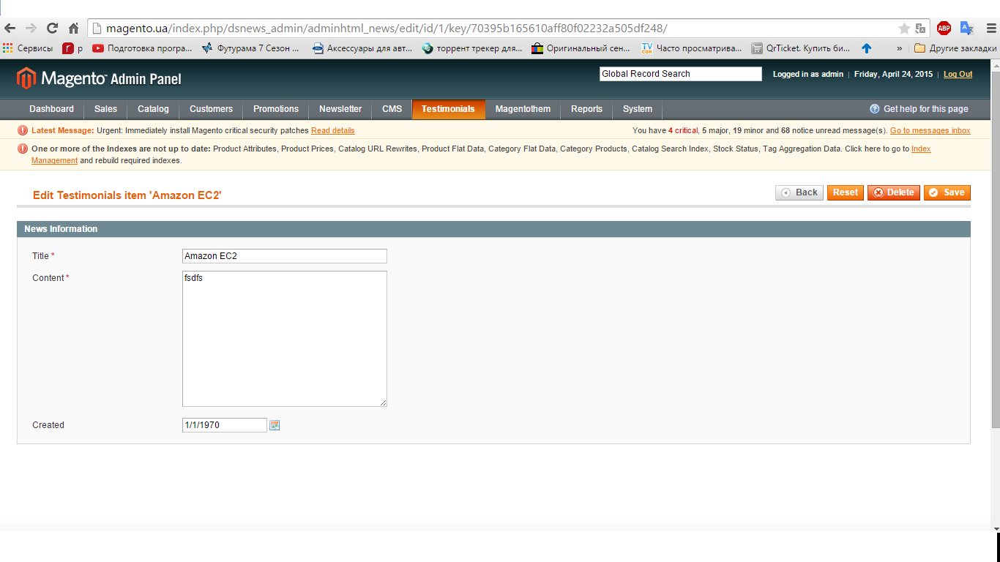 magento.ua/index.php/dsnews_admin/adminhtml_news/edit/id/1/key/70395b165610aff80f02232a505df248/
ABP
Сервисы р Подготовка програ... Футурама 7 Сезон ... Аксессуары для авт... торрент трекер для... Оригинальный сен... Часто просматрива... QrTicket. Купить би... » Другие закладки
Magento Admin Panel
Global Record Search
Logged in as admin | Friday, April 24, 2015 | Log Out
Dashboard Sales Catalog Customers Promotions Newsletter CMS Testimonials Magentothem Reports System Get help for this page
Latest Message: Urgent: Immediately install Magento critical security patches Read details You have 4 critical, 5 major, 19 minor and 68 notice unread message(s). Go to messages inbox
One or more of the Indexes are not up to date: Product Attributes, Product Prices, Catalog URL Rewrites, Product Flat Data, Category Flat Data, Category Products, Catalog Search Index, Stock Status, Tag Aggregation Data. Click here to go to Index
Management and rebuild required indexes.
Edit Testimonials item 'Amazon EC2' Back Reset Delete Save
News Information
Title * Amazon EC2
Content * fsdfs
Created 1/1/1970